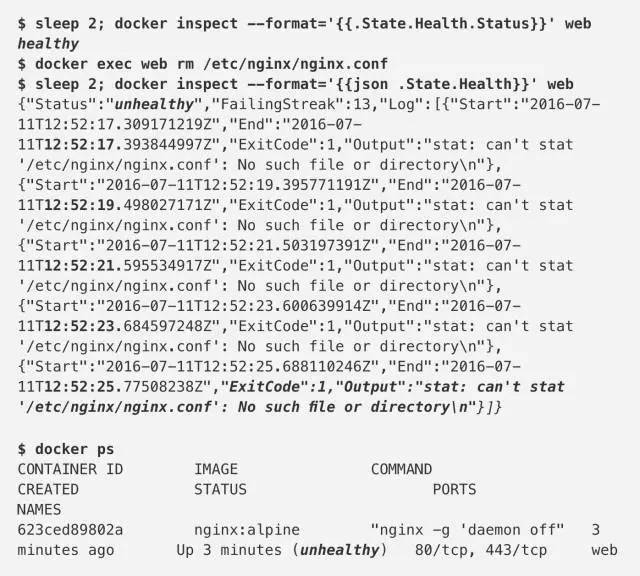 $ sleep 2; docker inspect --format='{{.State.Health.Status}}' web
healthy
$ docker exec web rm /etc/nginx/nginx.conf
$ sleep 2; docker inspect --format='{{json .State.Health}}' web
{"Status":"unhealthy","FailingStreak":13,"Log":[{"Start":"2016-07-
11T12:52:17.309171219Z","End":"2016-07-
11T12:52:17.393844997Z","ExitCode":1,"Output":"stat: can't stat
'/etc/nginx/nginx.conf': No such file or directory\n"},
{"Start":"2016-07-11T12:52:19.395771191Z","End":"2016-07-
11T12:52:19.498027171Z","ExitCode":1,"Output":"stat: can't stat
'/etc/nginx/nginx.conf': No such file or directory\n"},
{"Start":"2016-07-11T12:52:21.503197391Z","End":"2016-07-
11T12:52:21.595534917Z","ExitCode":1,"Output":"stat: can't stat
'/etc/nginx/nginx.conf': No such file or directory\n"},
{"Start":"2016-07-11T12:52:23.600639914Z","End":"2016-07-
11T12:52:23.684597248Z","ExitCode":1,"Output":"stat: can't stat
'/etc/nginx/nginx.conf': No such file or directory\n"},
{"Start":"2016-07-11T12:52:25.688110246Z","End":"2016-07-
11T12:52:25.77508238Z","ExitCode":1,"Output":"stat: can't stat
'/etc/nginx/nginx.conf': No such file or directory\n"}]}
$ docker ps
CONTAINER ID        IMAGE               COMMAND
CREATED             STATUS                     PORTS
NAMES
623ced89802a        nginx:alpine        "nginx -g 'daemon off"   3
minutes ago       Up 3 minutes (unhealthy)   80/tcp, 443/tcp     web